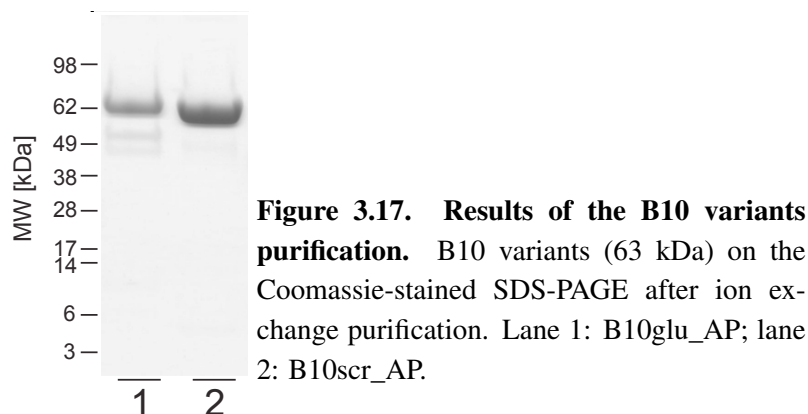 98
62
49
38
28
17
14
6
3
MW [kDa]
1 2
Figure 3.17. Results of the B10 variants
purification. B10 variants (63 kDa) on the
Coomassie-stained SDS-PAGE after ion ex-
change purification. Lane 1: B10glu_AP; lane
2: B10scr_AP.